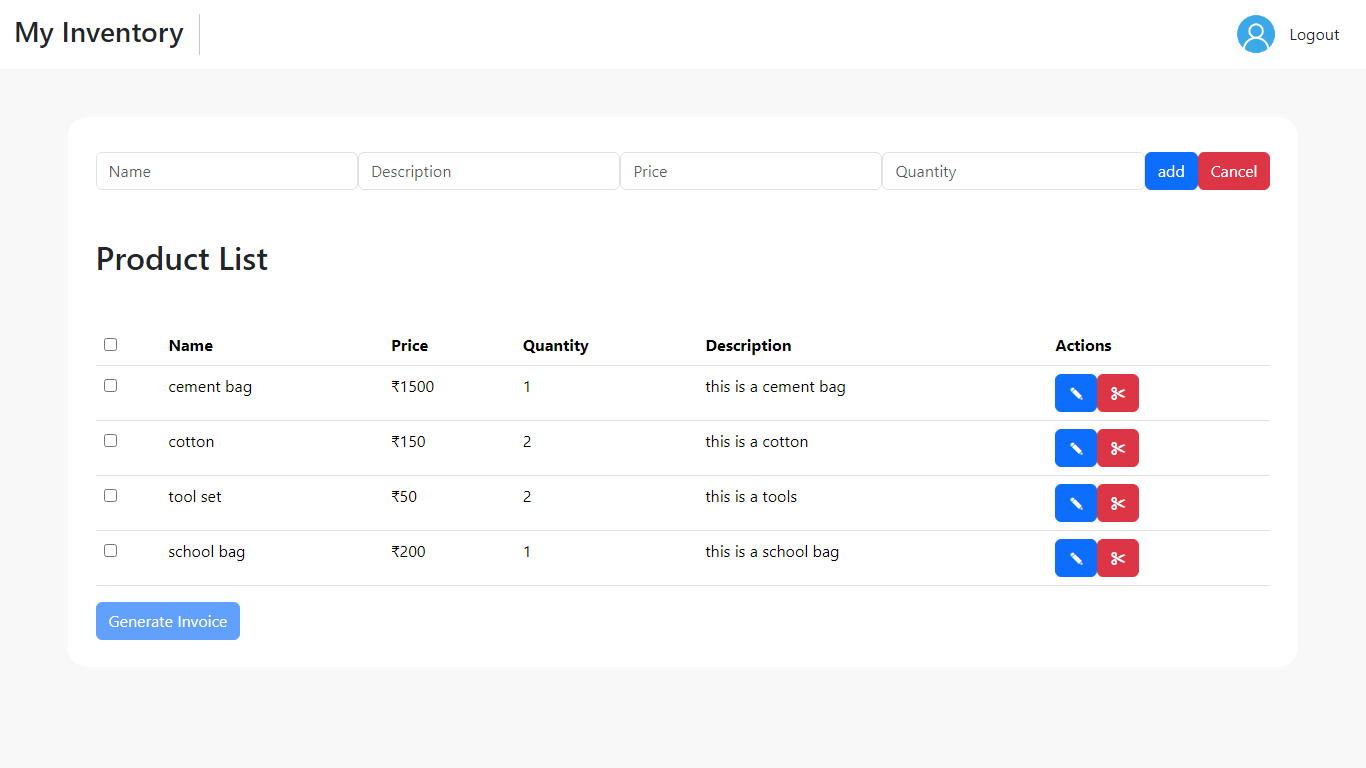 My Inventory Logout
Name Description Price Quantity add Cancel
Product List
Name Price Quantity Description Actions
cement bag ₹1500 1 this is a cement bag
cotton ₹150 2 this is a cotton
tool set ₹50 2 this is a tools
school bag ₹200 1 this is a school bag
Generate Invoice